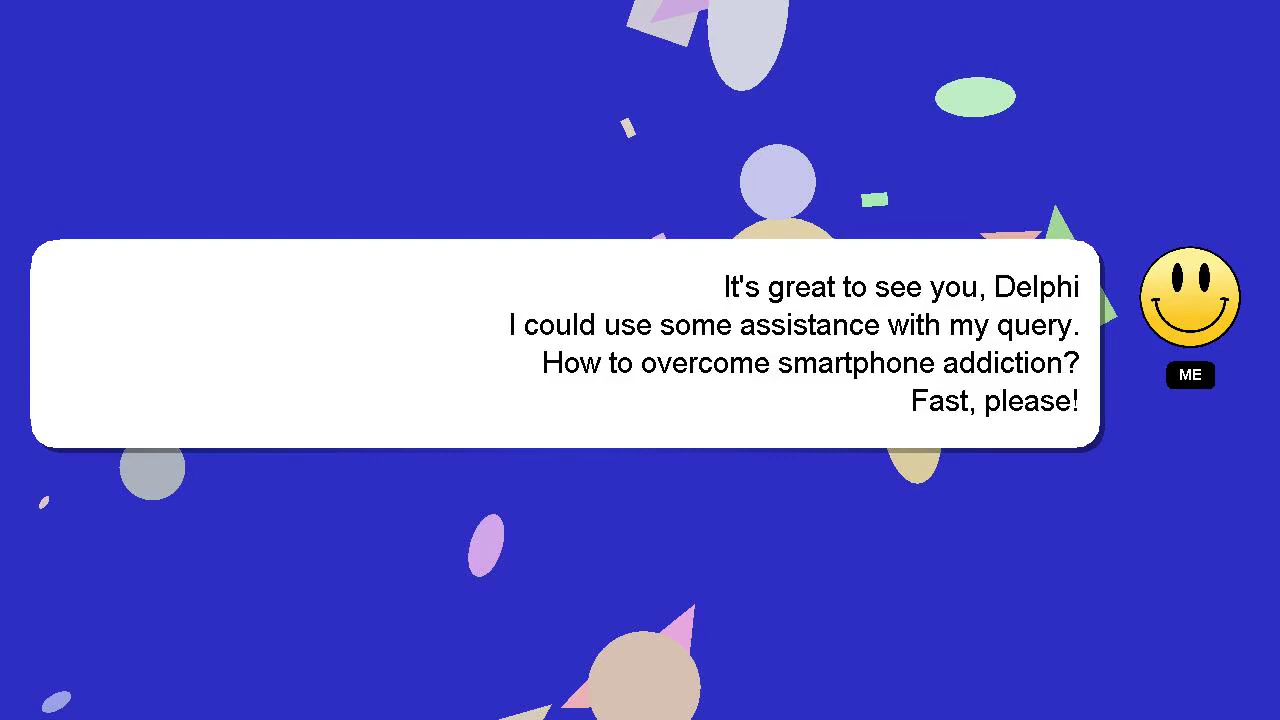 It's great to see you, Delphi
I could use some assistance with my query.
How to overcome smartphone addiction?
Fast, please!
ME